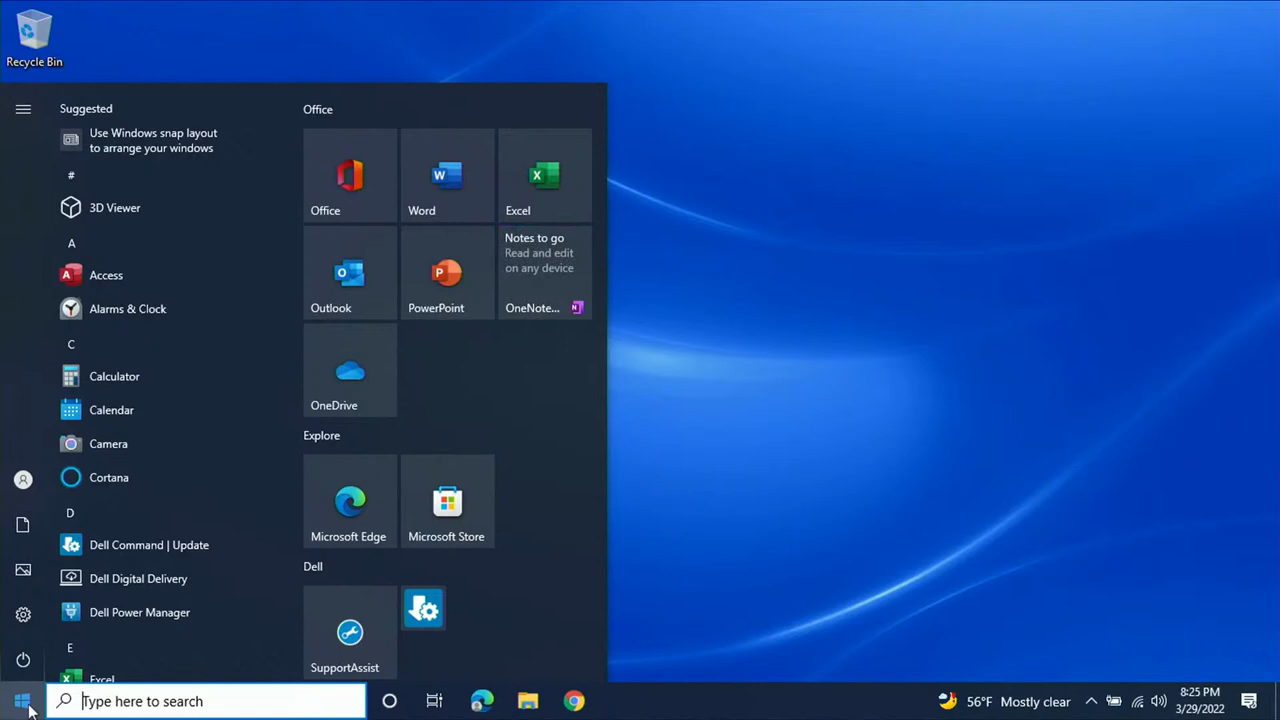 Recycle Bin
Suggested
Use Windows snap layout
to arrange your windows
#
3D Viewer
A
Access
Alarms & Clock
C
Calculator
Calendar
Camera
Cortana
D
Dell Command | Update
Dell Digital Delivery
Dell Power Manager
E
Excel
Office
Office
Word
Excel
Outlook
PowerPoint
Notes to go
Read and edit
on any device
OneNote...
OneDrive
Explore
Microsoft Edge
Microsoft Store
Dell
SupportAssist
Type here to search
56°F Mostly clear
8:25 PM
3/29/2022